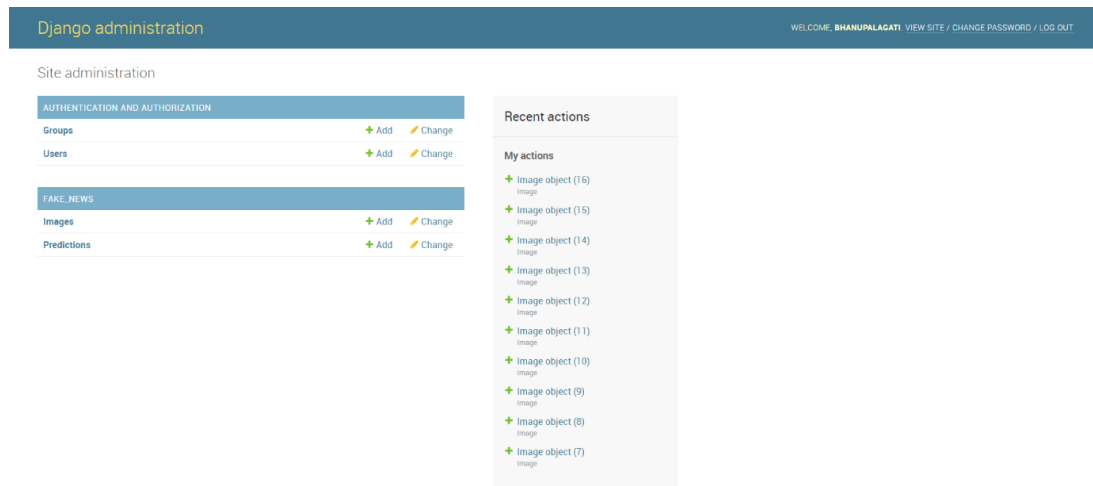 Django administration
WELCOME, BHANUPALAGATI. VIEW SITE / CHANGE PASSWORD / LOG OUT
Site administration
AUTHENTICATION AND AUTHORIZATION
Groups Add Change
Users Add Change
FAKE_NEWS
Images Add Change
Predictions Add Change
Recent actions
My actions
Image object (16)
Image
Image object (15)
Image
Image object (14)
Image
Image object (13)
Image
Image object (12)
Image
Image object (11)
Image
Image object (10)
Image
Image object (9)
Image
Image object (8)
Image
Image object (7)
Image